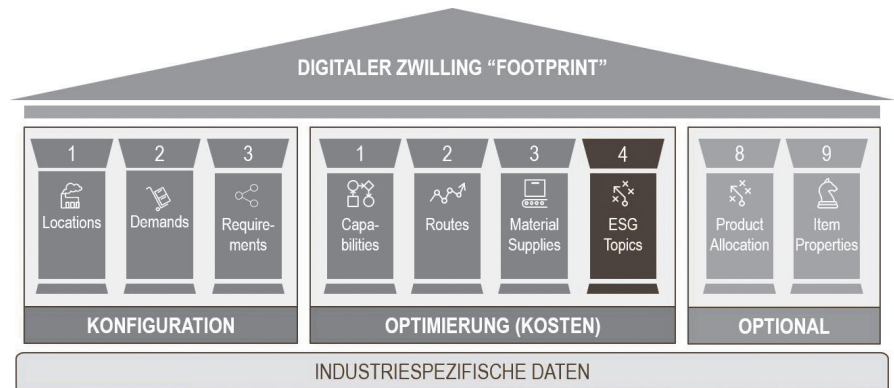 DIGITALER ZWILLING “FOOTPRINT”
1
Locations
2
Demands
3
Require-
ments
KONFIGURATION
1
Capa-
bilities
2
Routes
3
Material
Supplies
4
ESG
Topics
OPTIMIERUNG (KOSTEN)
8
Product
Allocation
9
Item
Properties
OPTIONAL
INDUSTRIESPEZIFISCHE DATEN